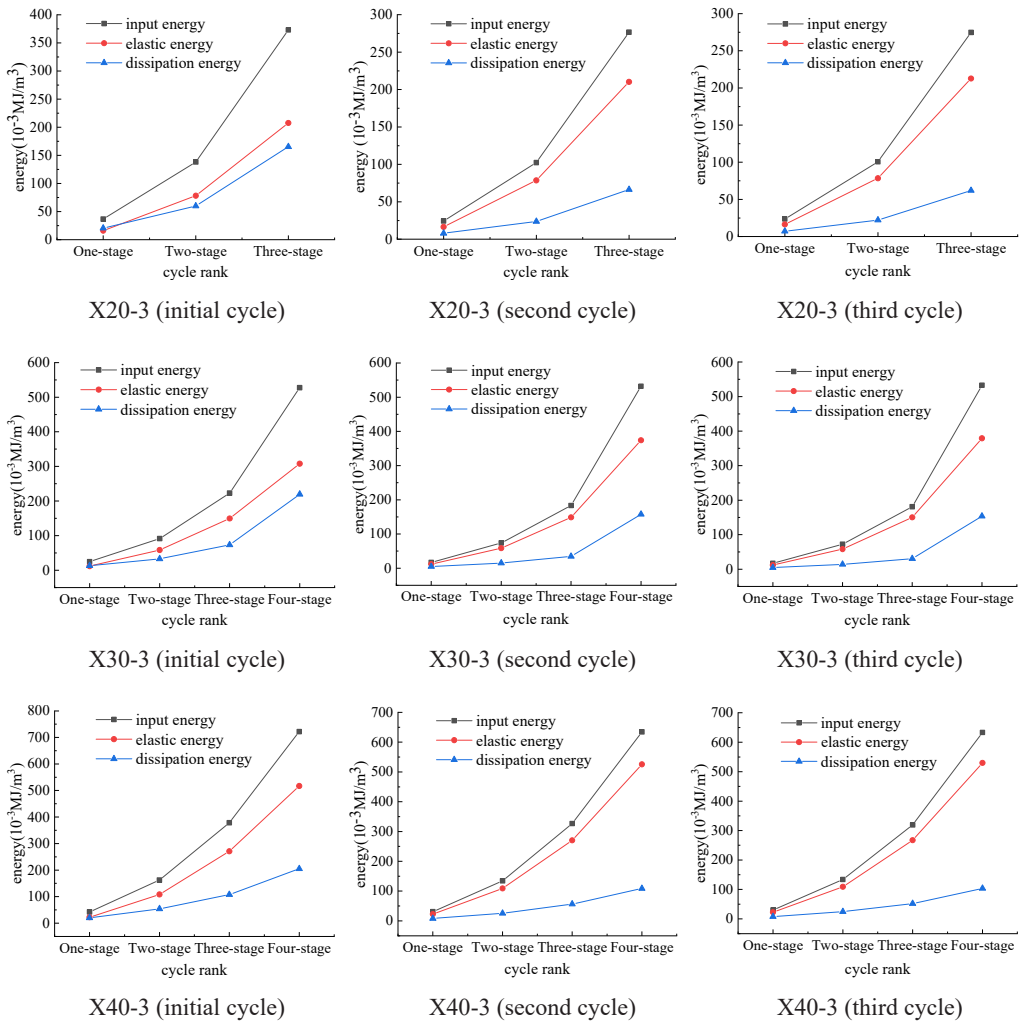 400
350
300
250
200
150
100
50
0
energy(10⁻³MJ/m³)
input energy
elastic energy
dissipation energy
One-stage Two-stage Three-stage
cycle rank
X20-3 (initial cycle)
300
250
200
150
100
50
0
energy (10⁻³MJ/m³)
input energy
elastic energy
dissipation energy
One-stage Two-stage Three-stage
cycle rank
X20-3 (second cycle)
300
250
200
150
100
50
0
energy(10⁻³MJ/m³)
input energy
elastic energy
dissipation energy
One-stage Two-stage Three-stage
cycle rank
X20-3 (third cycle)
600
500
400
300
200
100
0
energy(10⁻³MJ/m³)
input energy
elastic energy
dissipation energy
One-stage Two-stage Three-stage Four-stage
cycle rank
X30-3 (initial cycle)
600
500
400
300
200
100
0
energy(10⁻³MJ/m³)
input energy
elastic energy
dissipation energy
One-stage Two-stage Three-stage Four-stage
cycle rank
X30-3 (second cycle)
600
500
400
300
200
100
0
energy(10⁻³MJ/m³)
input energy
elastic energy
dissipation energy
One-stage Two-stage Three-stage Four-stage
cycle rank
X30-3 (third cycle)
800
700
600
500
400
300
200
100
0
energy(10⁻³MJ/m³)
input energy
elastic energy
dissipation energy
One-stage Two-stage Three-stage Four-stage
cycle rank
X40-3 (initial cycle)
700
600
500
400
300
200
100
0
energy(10⁻³MJ/m³)
input energy
elastic energy
dissipation energy
One-stage Two-stage Three-stage Four-stage
cycle rank
X40-3 (second cycle)
700
600
500
400
300
200
100
0
energy(10⁻³MJ/m³)
input energy
elastic energy
dissipation energy
One-stage Two-stage Three-stage Four-stage
cycle rank
X40-3 (third cycle)